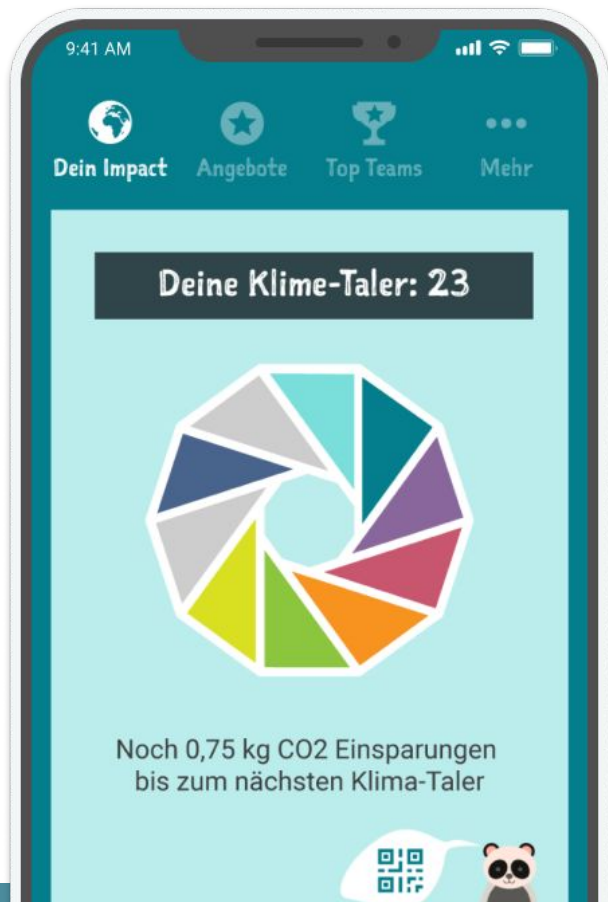 9:41 AM
Dein Impact Angebote Top Teams Mehr
Deine Klime-Taler: 23
Noch 0,75 kg CO2 Einsparungen
bis zum nächsten Klima-Taler